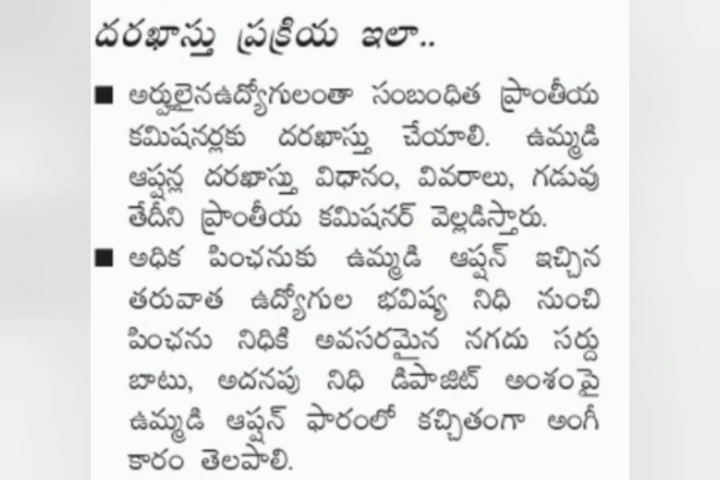 దరఖాస్తు ప్రక్రియ ఇలా..
■ అర్హులైనఉద్యోగులంతా సంబంధిత ప్రాంతీయ
కమిషనర్లకు దరఖాస్తు చేయాలి. ఉమ్మడి
ఆప్షన్ల దరఖాస్తు విధానం, వివరాలు, గడువు
తేదీని ప్రాంతీయ కమిషనర్ వెల్లడిస్తారు.
■ అధిక పింఛనుకు ఉమ్మడి ఆప్షన్ ఇచ్చిన
తరువాత ఉద్యోగుల భవిష్య నిధి నుంచి
పింఛను నిధికి అవసరమైన నగదు సర్దు
బాటు, అదనపు నిధి డిపాజిట్ అంశంపై
ఉమ్మడి ఆప్షన్ ఫారంలో కచ్చితంగా అంగీ
కారం తెలపాలి.